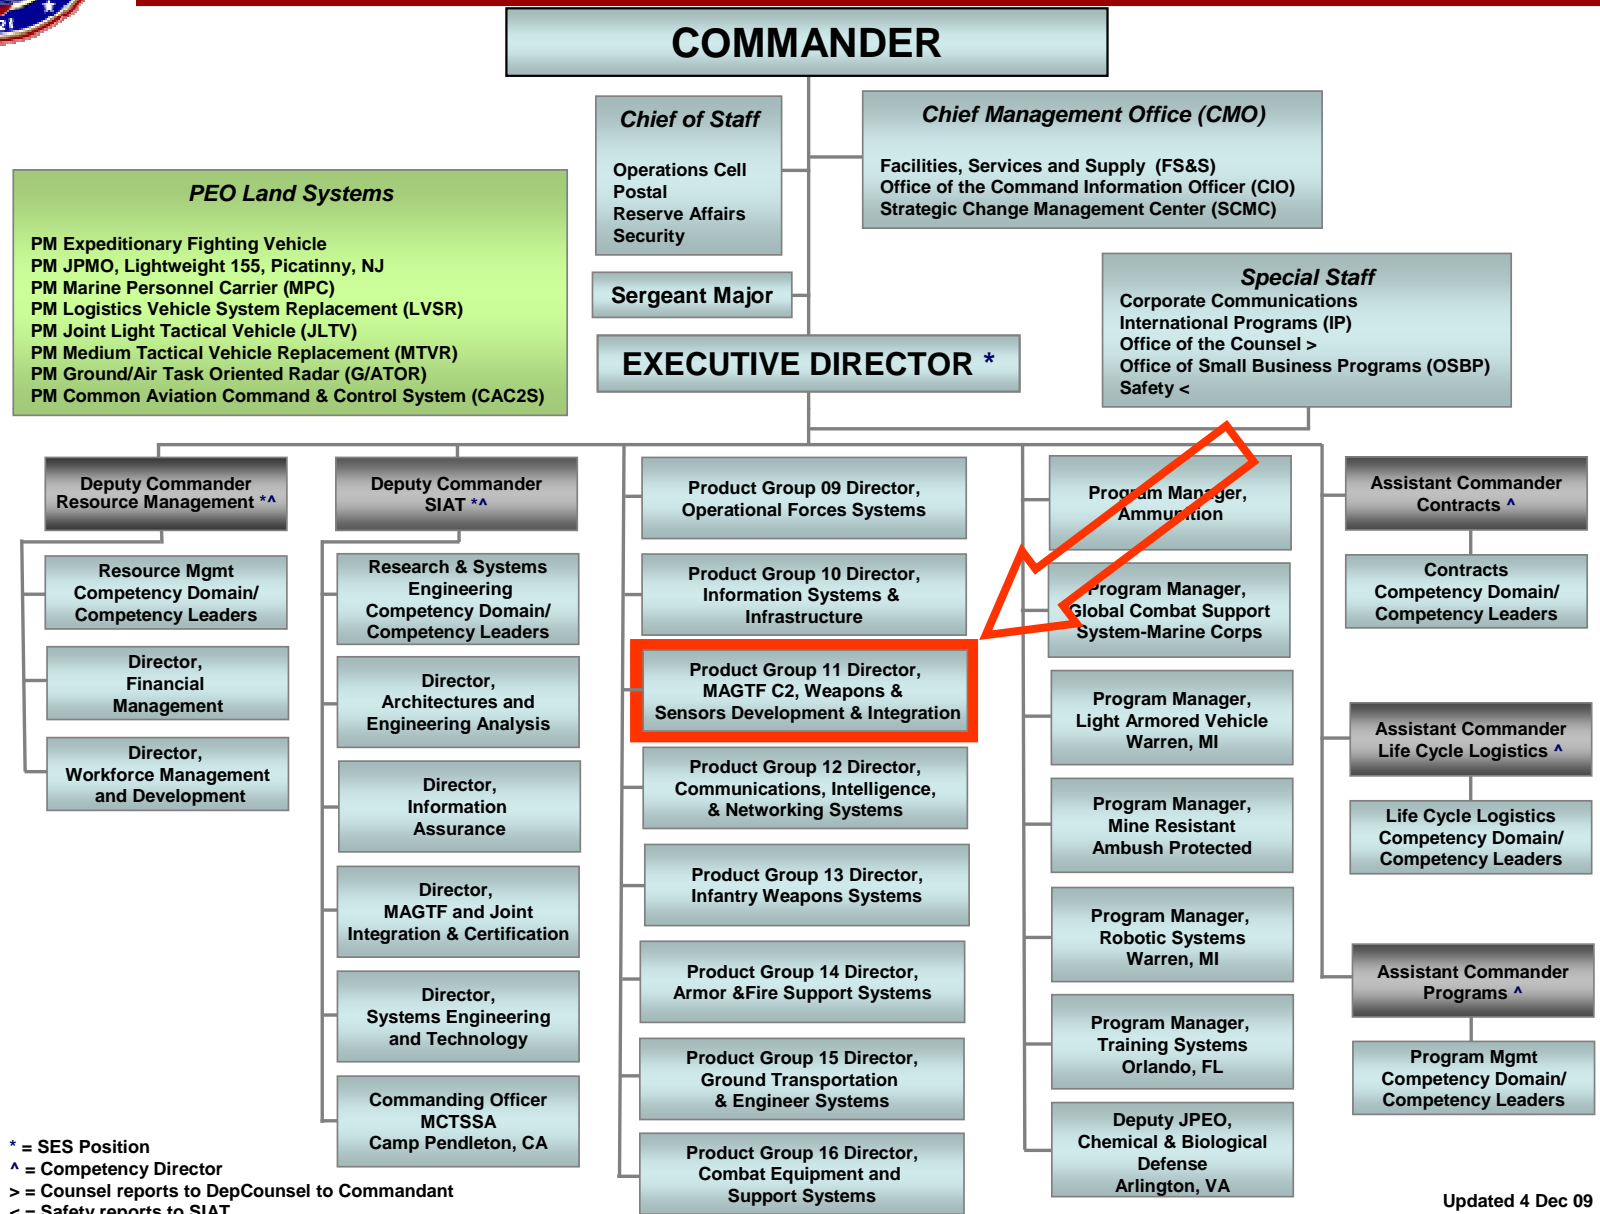 21
COMMANDER
Chief of Staff
Operations Cell
Postal
Reserve Affairs
Security
Chief Management Office (CMO)
Facilities, Services and Supply (FS&S)
Office of the Command Information Officer (CIO)
Strategic Change Management Center (SCMC)
PEO Land Systems
PM Expeditionary Fighting Vehicle
PM JPMO, Lightweight 155, Picatinny, NJ
PM Marine Personnel Carrier (MPC)
PM Logistics Vehicle System Replacement (LVSR)
PM Joint Light Tactical Vehicle (JLTV)
PM Medium Tactical Vehicle Replacement (MTVR)
PM Ground/Air Task Oriented Radar (G/ATOR)
PM Common Aviation Command & Control System (CAC2S)
Sergeant Major
Special Staff
Corporate Communications
International Programs (IP)
Office of the Counsel >
Office of Small Business Programs (OSBP)
Safety <
EXECUTIVE DIRECTOR *
Deputy Commander
Resource Management *^
Resource Mgmt
Competency Domain/
Competency Leaders
Director,
Financial
Management
Director,
Workforce Management
and Development
Deputy Commander
SIAT *^
Research & Systems
Engineering
Competency Domain/
Competency Leaders
Director,
Architectures and
Engineering Analysis
Director,
Information
Assurance
Director,
MAGTF and Joint
Integration & Certification
Director,
Systems Engineering
and Technology
Commanding Officer
MCTSSA
Camp Pendleton, CA
Product Group 09 Director,
Operational Forces Systems
Product Group 10 Director,
Information Systems &
Infrastructure
Product Group 11 Director,
MAGTF C2, Weapons &
Sensors Development & Integration
Product Group 12 Director,
Communications, Intelligence,
& Networking Systems
Product Group 13 Director,
Infantry Weapons Systems
Product Group 14 Director,
Armor &Fire Support Systems
Product Group 15 Director,
Ground Transportation
& Engineer Systems
Product Group 16 Director,
Combat Equipment and
Support Systems
Program Manager,
Ammunition
Program Manager,
Global Combat Support
System-Marine Corps
Program Manager,
Light Armored Vehicle
Warren, MI
Program Manager,
Mine Resistant
Ambush Protected
Program Manager,
Robotic Systems
Warren, MI
Program Manager,
Training Systems
Orlando, FL
Deputy JPEO,
Chemical & Biological
Defense
Arlington, VA
Assistant Commander
Contracts ^
Contracts
Competency Domain/
Competency Leaders
Assistant Commander
Life Cycle Logistics ^
Life Cycle Logistics
Competency Domain/
Competency Leaders
Assistant Commander
Programs ^
Program Mgmt
Competency Domain/
Competency Leaders
* = SES Position
^ = Competency Director
> = Counsel reports to DepCounsel to Commandant
< = Safety reports to SIAT
Updated 4 Dec 09